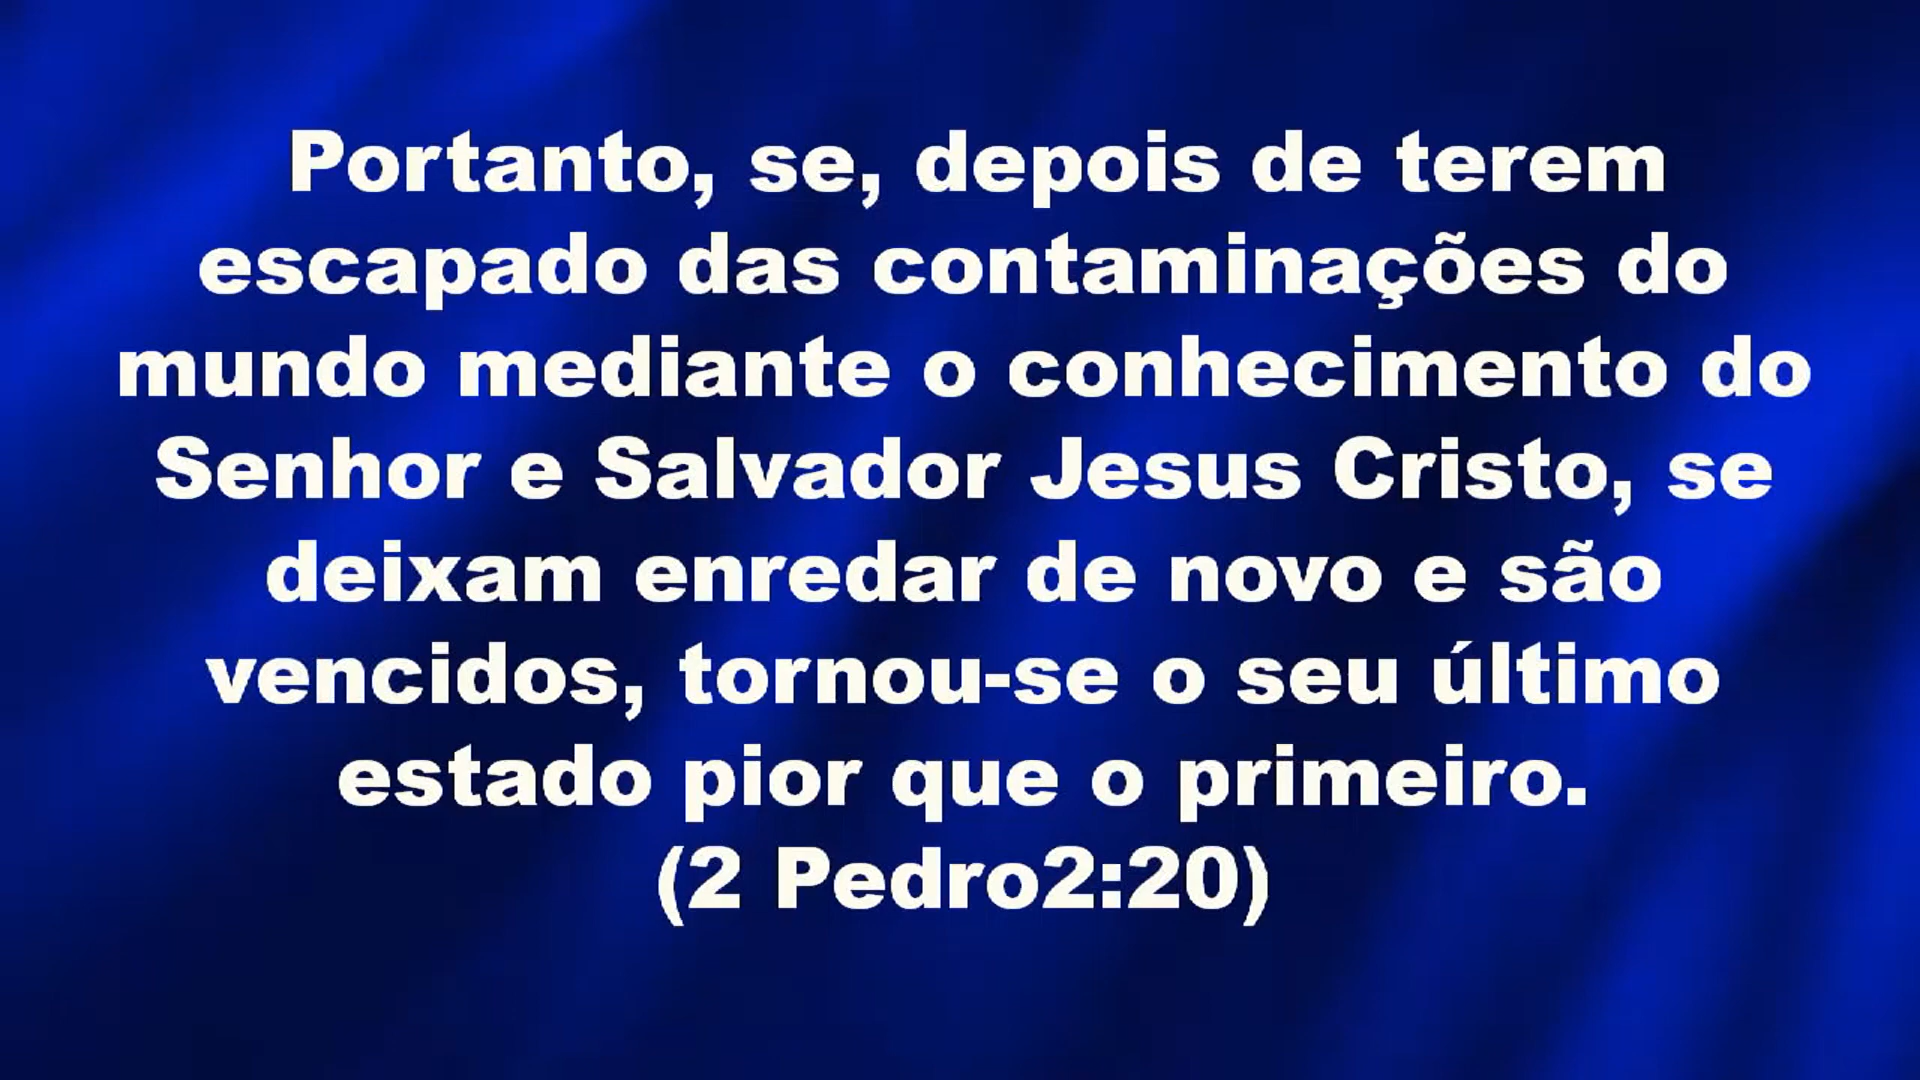 Portanto, se, depois de terem
escapado das contaminações do
mundo mediante o conhecimento do
Senhor e Salvador Jesus Cristo, se
deixam enredar de novo e são
vencidos, tornou-se o seu último
estado pior que o primeiro.
(2 Pedro2:20)